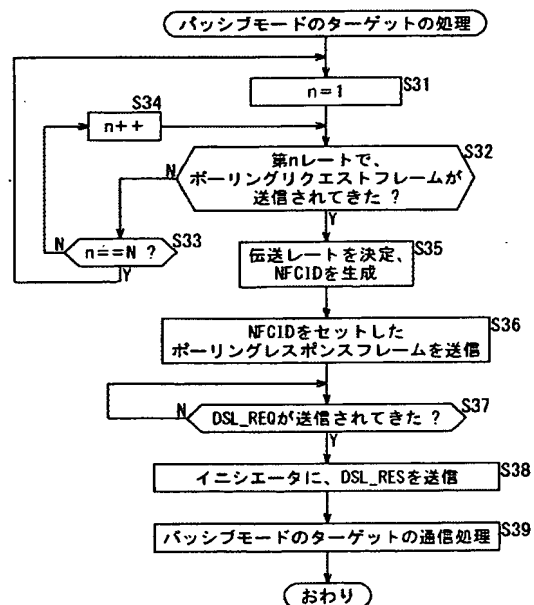 パッシブモードのターゲットの処理
S31
n=1
S34
n++
S32
第nレートで、
ポーリングリクエストフレームが
送信されてきた ?
N
Y
S33
n==N ?
N
Y
S35
伝送レートを決定、
NFCIDを生成
S36
NFCIDをセットした
ポーリングレスポンスフレームを送信
S37
DSL_REQが送信されてきた ?
N
Y
S38
イニシエータに、DSL_RESを送信
S39
パッシブモードのターゲットの通信処理
おわり